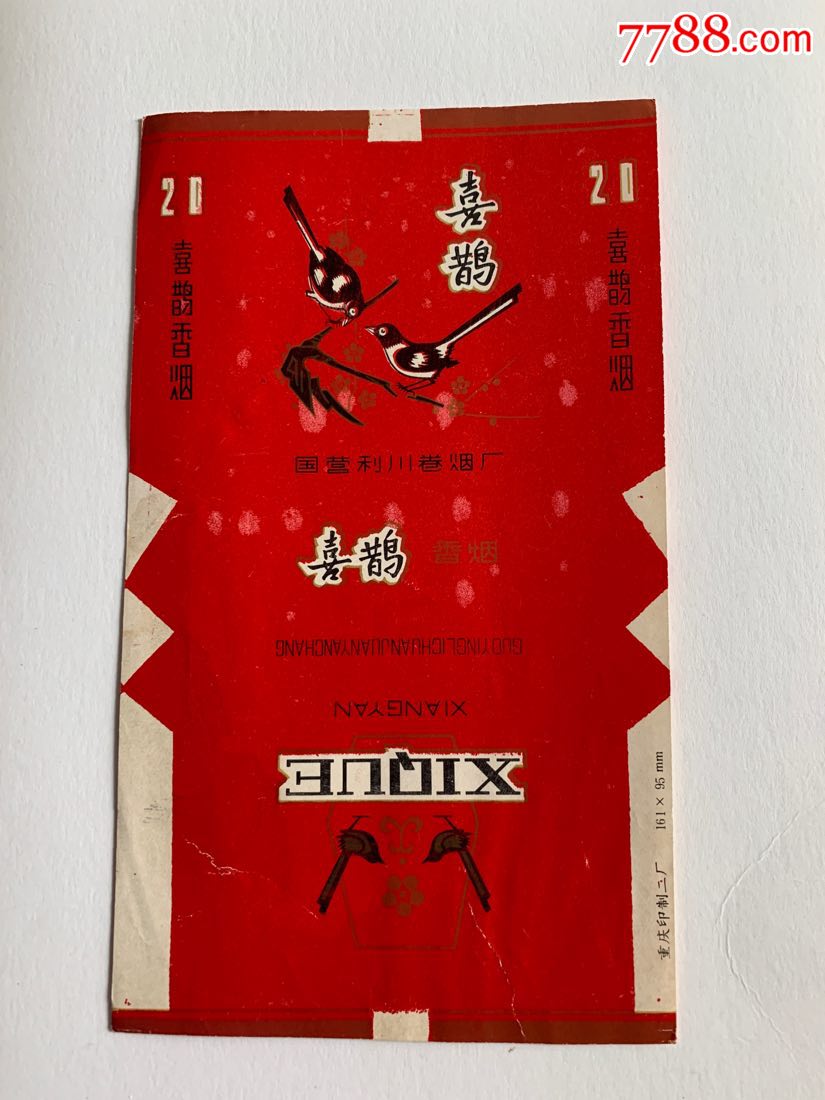 7788.com
20
20
喜鹊
喜鹊香烟
喜鹊香烟
国营利川卷烟厂
喜鹊 香烟
GUOYINGLICHUANJUANYANCHANG
XIANGYAN
XIQUE
重庆印制二厂 161 × 95 mm